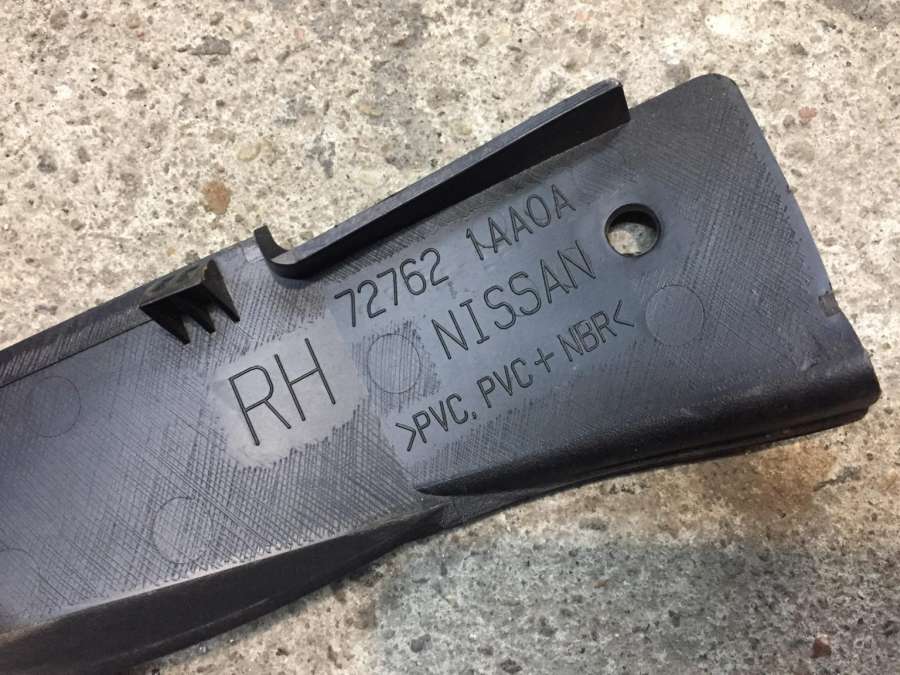 72762 1AA0A
NISSAN
RH
>PVC, PVC+NBR<